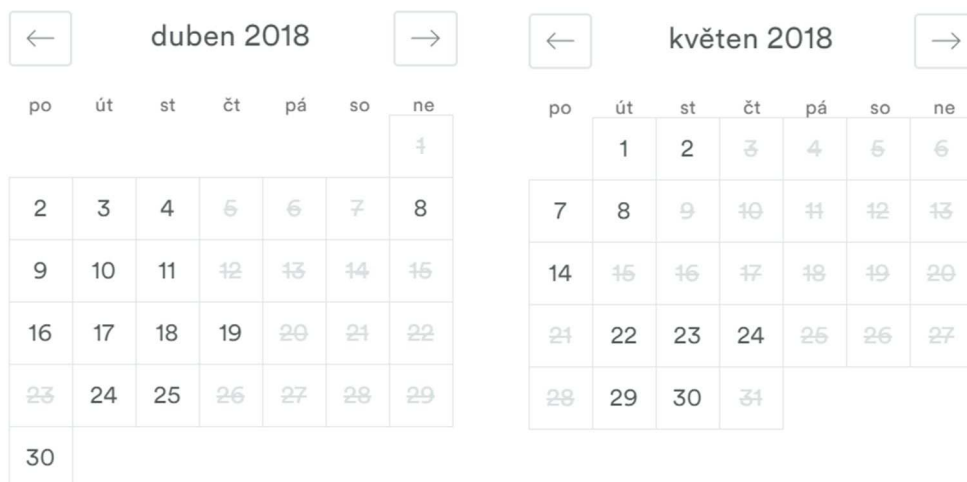 duben 2018
po út st čt pá so ne
1
2 3 4 5 6 7 8
9 10 11 12 13 14 15
16 17 18 19 20 21 22
23 24 25 26 27 28 29
30
květen 2018
po út st čt pá so ne
1 2 3 4 5 6
7 8 9 10 11 12 13
14 15 16 17 18 19 20
21 22 23 24 25 26 27
28 29 30 31